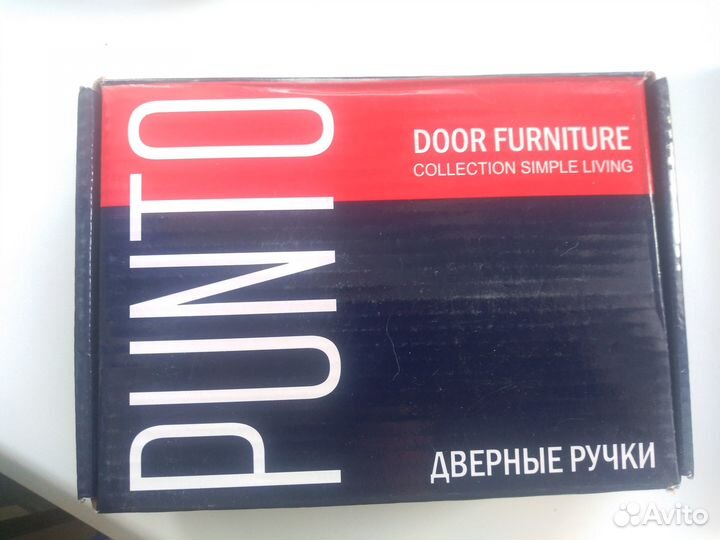 PUNTO
DOOR FURNITURE
COLLECTION SIMPLE LIVING
ДВЕРНЫЕ РУЧКИ
Avito